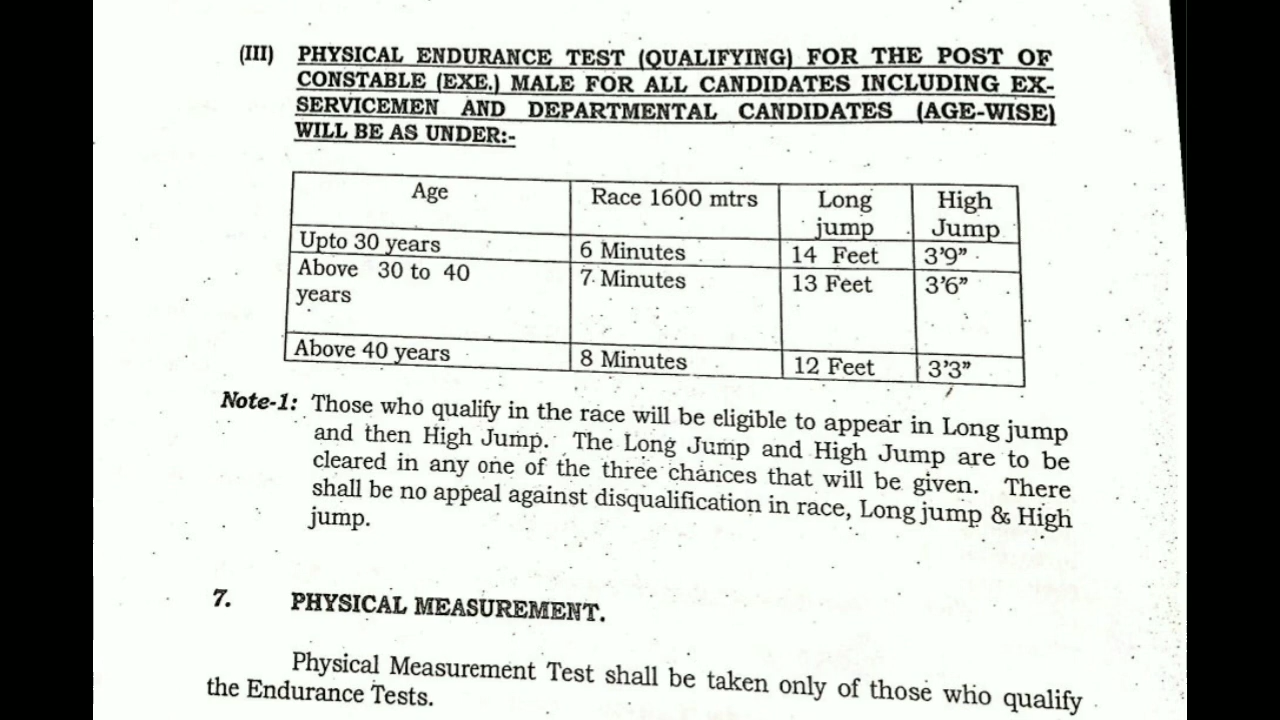 (III) PHYSICAL ENDURANCE TEST (QUALIFYING) FOR THE POST OF
CONSTABLE (EXE.) MALE FOR ALL CANDIDATES INCLUDING EX-
SERVICEMEN AND DEPARTMENTAL CANDIDATES (AGE-WISE)
WILL BE AS UNDER:-
Age Race 1600 mtrs Long jump High Jump
Upto 30 years 6 Minutes 14 Feet 3'9”
Above 30 to 40 years 7 Minutes 13 Feet 3'6”
Above 40 years 8 Minutes 12 Feet 3'3”
Note-1: Those who qualify in the race will be eligible to appear in Long jump
and then High Jump. The Long Jump and High Jump are to be
cleared in any one of the three chances that will be given. There
shall be no appeal against disqualification in race, Long jump & High
jump.
7. PHYSICAL MEASUREMENT.
Physical Measurement Test shall be taken only of those who qualify
the Endurance Tests.